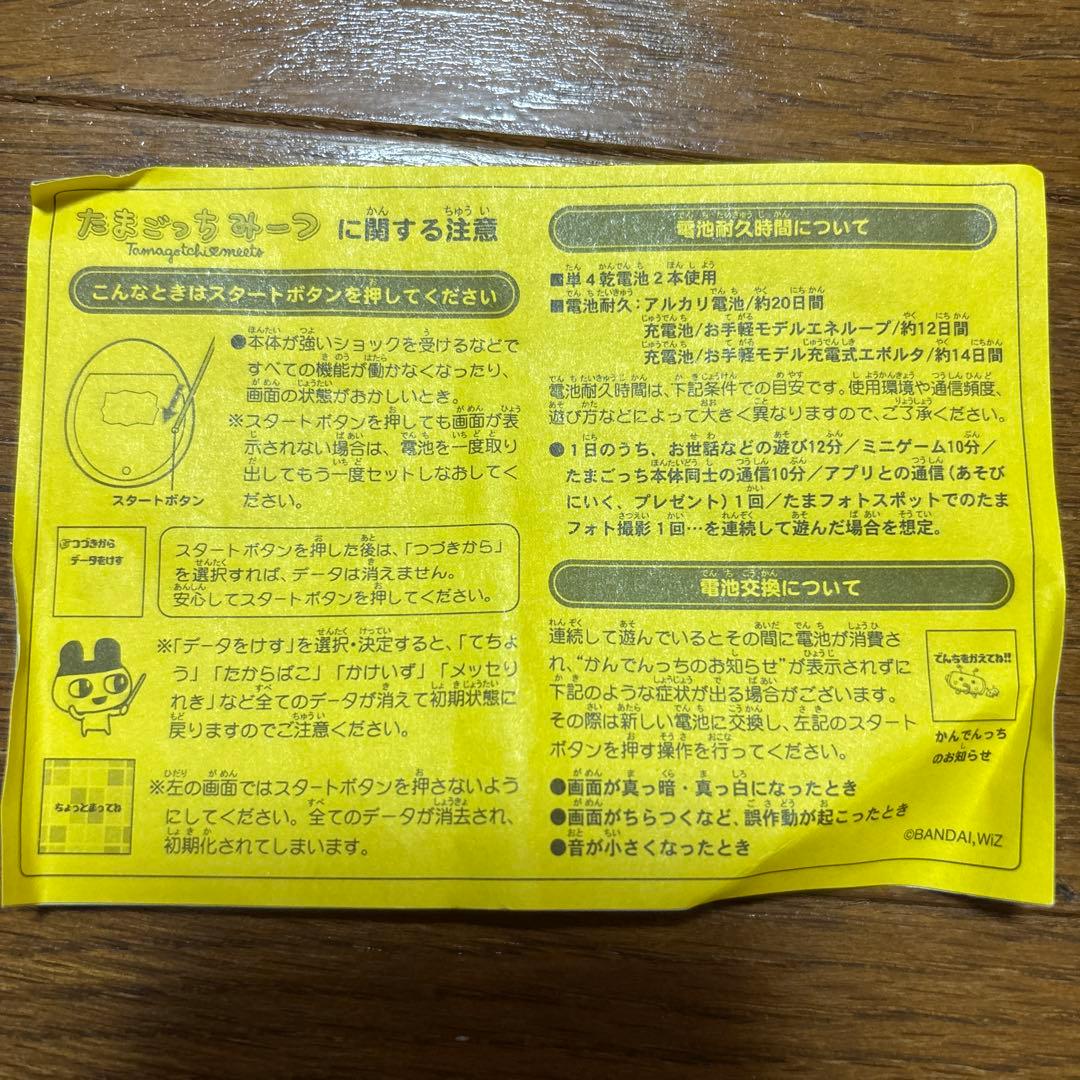 たまごっち みーつ に関する注意
Tamagotchi meets
こんなときはスタートボタンを押してください
●本体が強いショックを受けるなどで
すべての機能が働かなくなったり、
画面の状態がおかしいとき。
※スタートボタンを押しても画面が表
示されない場合は、電池を一度取り
出してもう一度セットしなおしてく
ださい。
スタートボタン
つづきから
データをけす
スタートボタンを押した後は、「つづきから」
を選択すれば、データは消えません。
安心してスタートボタンを押してください。
※「データをけす」を選択・決定すると、「てちょ
う」「たからばこ」「かけいず」「メッセり
れき」など全てのデータが消えて初期状態に
戻りますのでご注意ください。
ちょっとまってね
※左の画面ではスタートボタンを押さないよう
にしてください。全てのデータが消去され、
初期化されてしまいます。
電池耐久時間について
■単4乾電池2本使用
■電池耐久:アルカリ電池/約20日間
充電池/お手軽モデルエネループ/約12日間
充電池/お手軽モデル充電式エボルタ/約14日間
電池耐久時間は、下記条件での目安です。使用環境や通信頻度、
遊び方などによって大きく異なりますので、ご了承ください。
●1日のうち、お世話などの遊び12分/ミニゲーム10分/
たまごっち本体同士の通信10分/アプリとの通信(あそび
にいく、プレゼント)1回/たまフォトスポットでのたま
フォト撮影1回…を連続して遊んだ場合を想定。
電池交換について
連続して遊んでいるとその間に電池が消費さ
れ、“かんでんっちのお知らせ”が表示されずに
下記のような症状が出る場合がございます。
その際は新しい電池に交換し、左記のスタート
ボタンを押す操作を行ってください。
でんちをかえてね!!
かんでんっち
のお知らせ
●画面が真っ暗・真っ白になったとき
●画面がちらつくなど、誤作動が起こったとき
●音が小さくなったとき
©BANDAI,WiZ